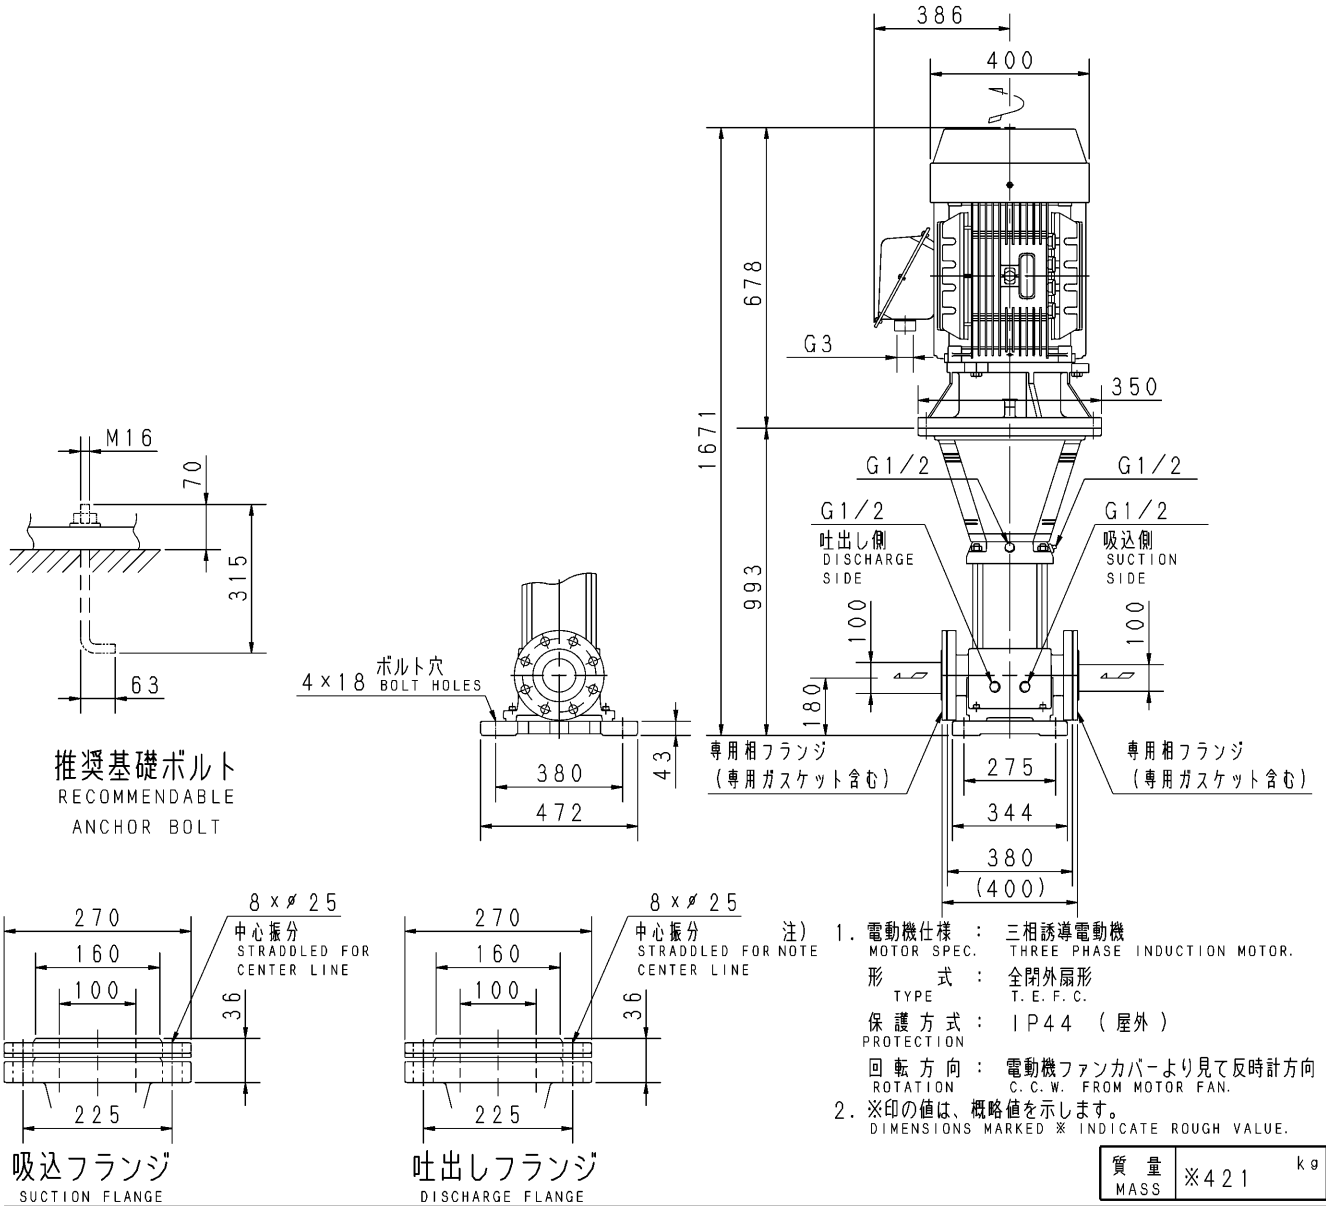 386
400
678
1671
G3
350
993
G1/2
G1/2
G1/2
吐出し側
DISCHARGE
SIDE
G1/2
吸込側
SUCTION
SIDE
100
100
180
専用相フランジ
(専用ガスケット含む)
専用相フランジ
(専用ガスケット含む)
275
344
380
(400)
M16
70
315
63
推奨基礎ボルト
RECOMMENDABLE
ANCHOR BOLT
ボルト穴
4×18 BOLT HOLES
43
380
472
270
160
100
8×ø25
中心振分
STRADDLED FOR
CENTER LINE
36
225
吸込フランジ
SUCTION FLANGE
270
160
100
8×ø25
中心振分
STRADDLED FOR
CENTER LINE
36
225
吐出しフランジ
DISCHARGE FLANGE
注) 1. 電動機仕様 : 三相誘導電動機
NOTE MOTOR SPEC. THREE PHASE INDUCTION MOTOR.
形 式 : 全閉外扇形
TYPE T.E.F.C.
保護方式 : IP44 (屋外)
PROTECTION
回転方向 : 電動機ファンカバーより見て反時計方向
ROTATION C.C.W. FROM MOTOR FAN.
2. ※印の値は、概略値を示します。
DIMENSIONS MARKED ※ INDICATE ROUGH VALUE.
質量 ※421 kg
MASS